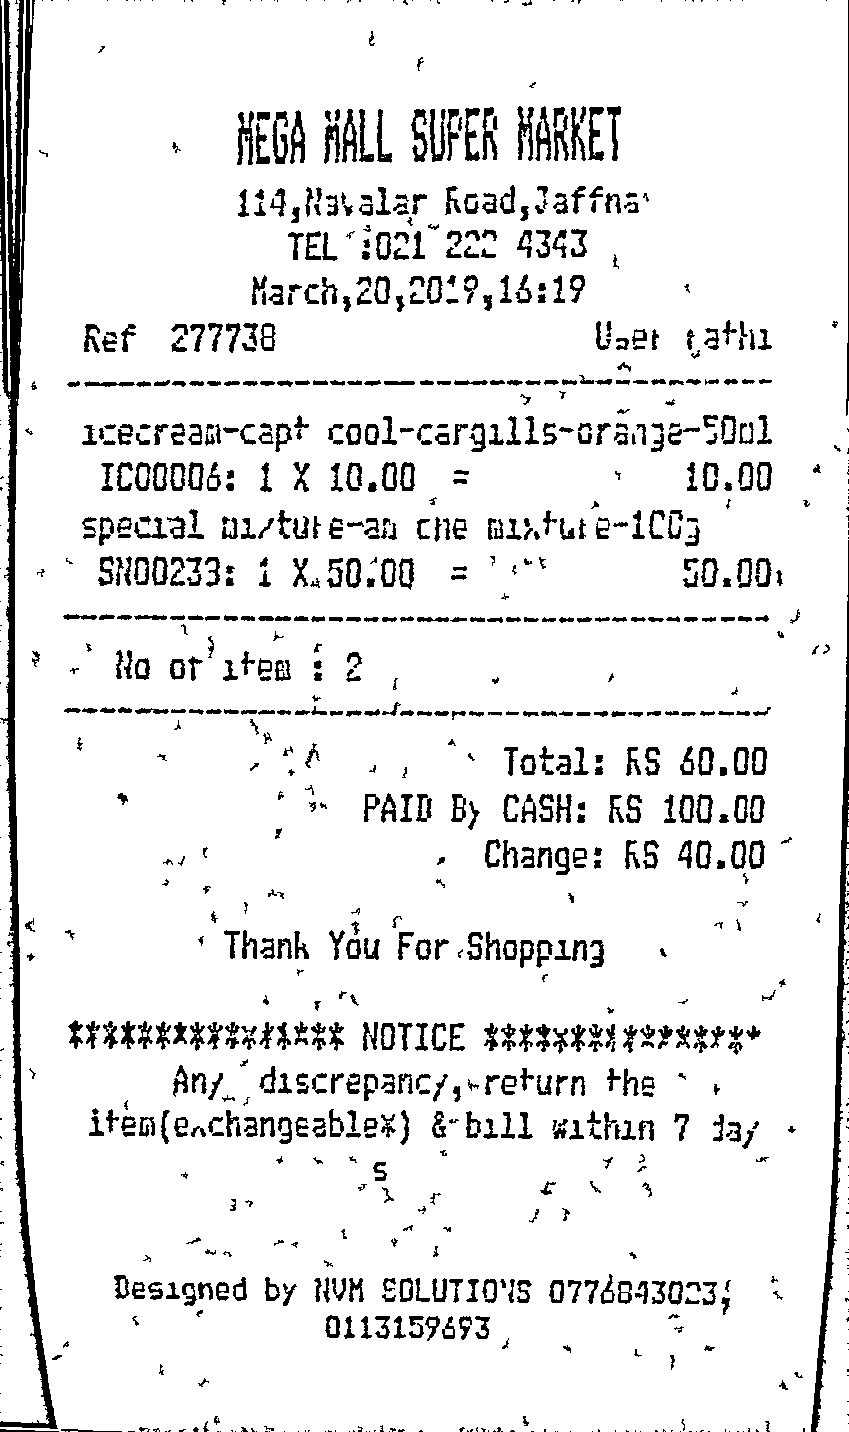 MEGA MALL SUPER MARKET
114,Navalar Road,Jaffna
TEL :021 222 4343
March,20,2019,16:19
Ref 277738 User
--------------------------------
icecream-capt cool-cargills-orange-50ml
IC00006: 1 X 10.00 = 10.00
special mixture-am one mixture-100g
SN00233: 1 X 50.00 = 50.00
--------------------------------
No of item : 2
--------------------------------
Total: RS 60.00
PAID By CASH: RS 100.00
Change: RS 40.00
Thank You For Shopping
**************** NOTICE ****************
Any discrepancy, return the
item(exchangeable*) & bill within 7 day
s
Designed by NVM SOLUTIONS 0776843023,
0113159693